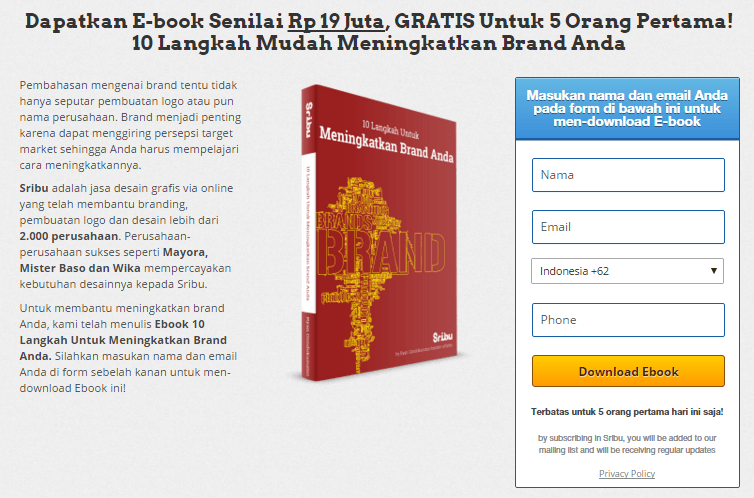 Dapatkan E-book Senilai Rp 19 Juta, GRATIS Untuk 5 Orang Pertama!
10 Langkah Mudah Meningkatkan Brand Anda
Pembahasan mengenai brand tentu tidak
hanya seputar pembuatan logo atau pun
nama perusahaan. Brand menjadi penting
karena dapat menggiring persepsi target
market sehingga Anda harus mempelajari
cara meningkatkannya.
Sribu adalah jasa desain grafis via online
yang telah membantu branding,
pembuatan logo dan desain lebih dari
2.000 perusahaan. Perusahaan-
perusahaan sukses seperti Mayora,
Mister Baso dan Wika mempercayakan
kebutuhan desainnya kepada Sribu.
Untuk membantu meningkatkan brand
Anda, kami telah menulis Ebook 10
Langkah Untuk Meningkatkan Brand
Anda. Silahkan masukan nama dan email
Anda di form sebelah kanan untuk men-
download Ebook ini!
Sribu
10 Langkah Untuk Meningkatkan Brand Anda
10 Langkah Untuk
Meningkatkan Brand Anda
BRAND
Sribu
Masukan nama dan email Anda
pada form di bawah ini untuk
men-download E-book
Nama
Email
Indonesia +62
Phone
Download Ebook
Terbatas untuk 5 orang pertama hari ini saja!
by subscribing in Sribu, you will be added to our
mailing list and will be receiving regular updates
Privacy Policy